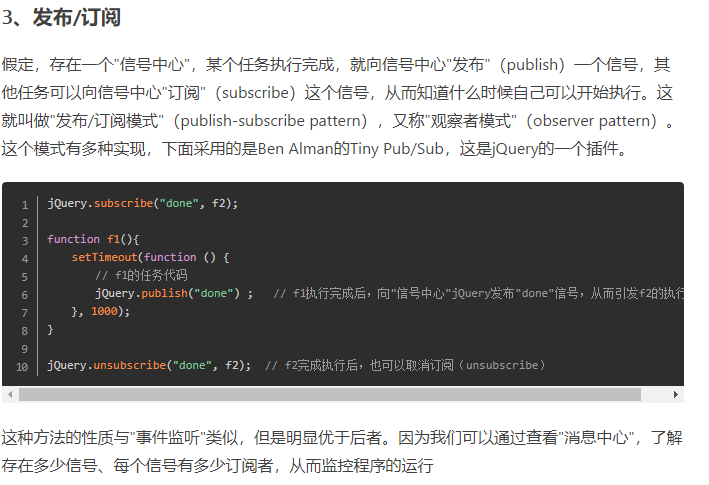 3、发布/订阅
假定，存在一个"信号中心"，某个任务执行完成，就向信号中心"发布"（publish）一个信号，其
他任务可以向信号中心"订阅"（subscribe）这个信号，从而知道什么时候自己可以开始执行。这
就叫做"发布/订阅模式"（publish-subscribe pattern），又称"观察者模式"（observer pattern）。
这个模式有多种实现，下面采用的是Ben Alman的Tiny Pub/Sub，这是jQuery的一个插件。
1 jQuery.subscribe("done", f2);
2
3 function f1(){
4 setTimeout(function () {
5 // f1的任务代码
6 jQuery.publish("done") ; // f1执行完成后，向"信号中心"jQuery发布"done"信号，从而引发f2的执行
7 }, 1000);
8 }
9
10 jQuery.unsubscribe("done", f2); // f2完成执行后，也可以取消订阅（unsubscribe）
这种方法的性质与"事件监听"类似，但是明显优于后者。因为我们可以通过查看"消息中心"，了解
存在多少信号、每个信号有多少订阅者，从而监控程序的运行